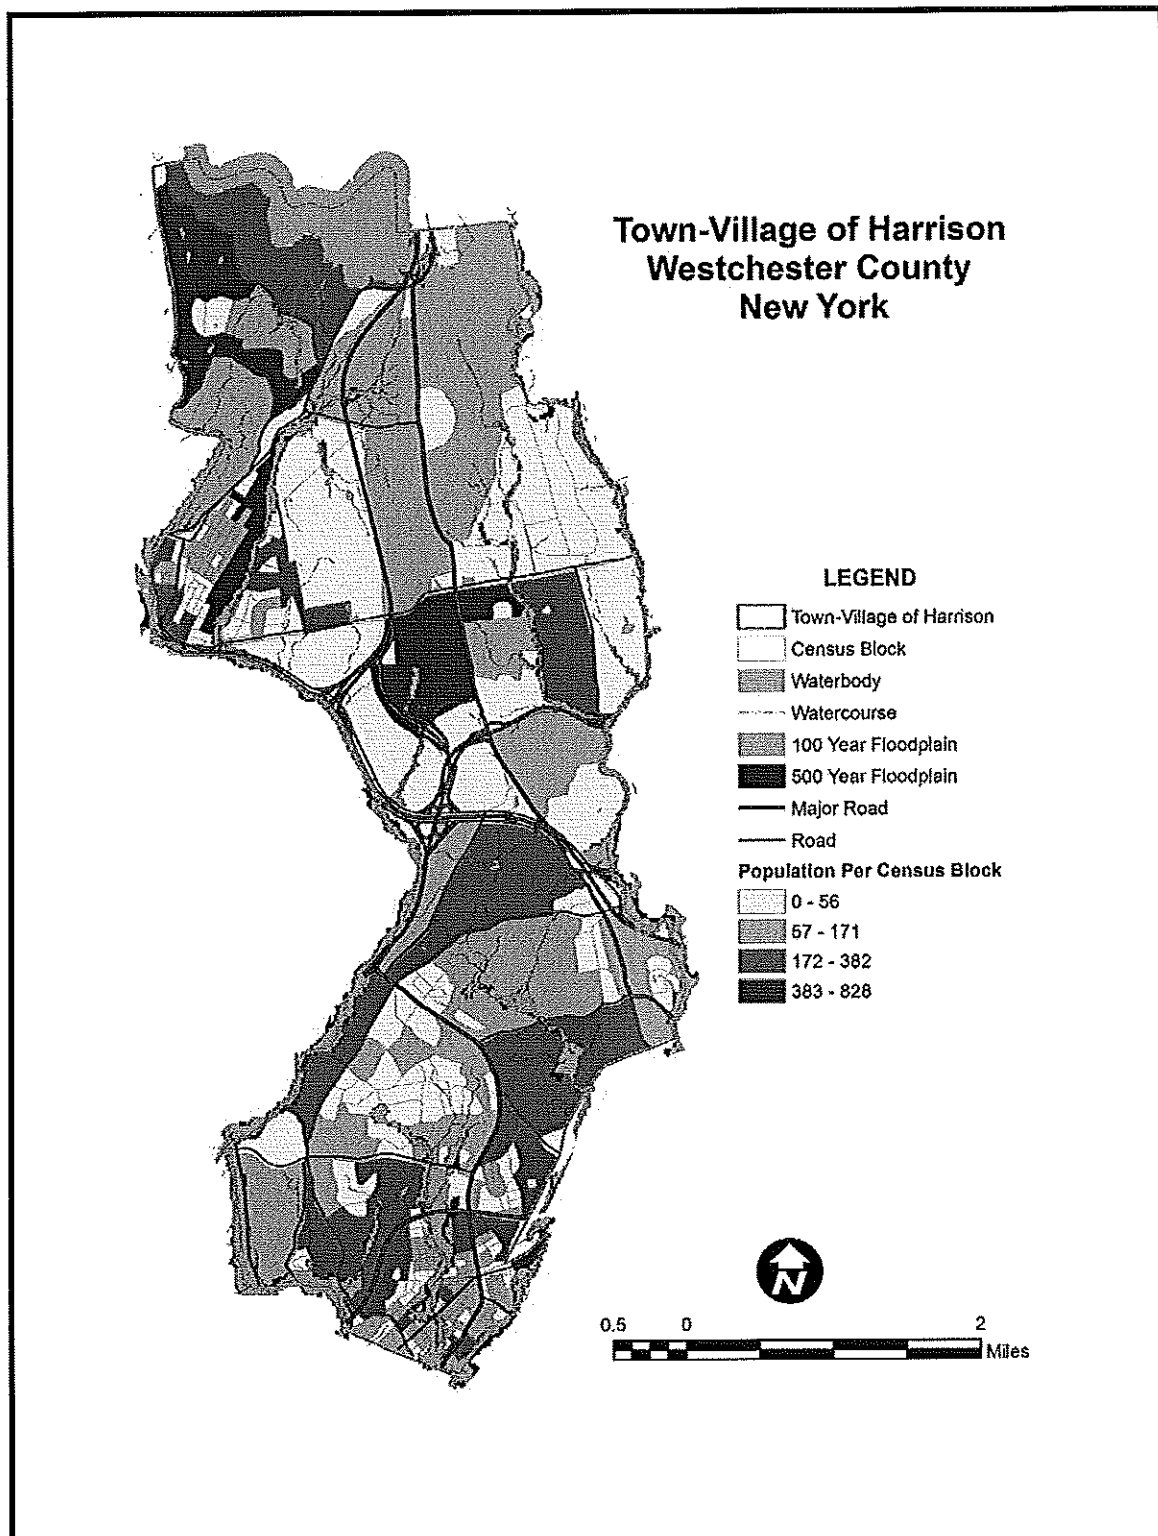 Town-Village of Harrison
Westchester County
New York
LEGEND
Town-Village of Harrison
Census Block
Waterbody
Watercourse
100 Year Floodplain
500 Year Floodplain
Major Road
Road
Population Per Census Block
0 - 56
57 - 171
172 - 382
383 - 828
N
0.5 0 2
Miles